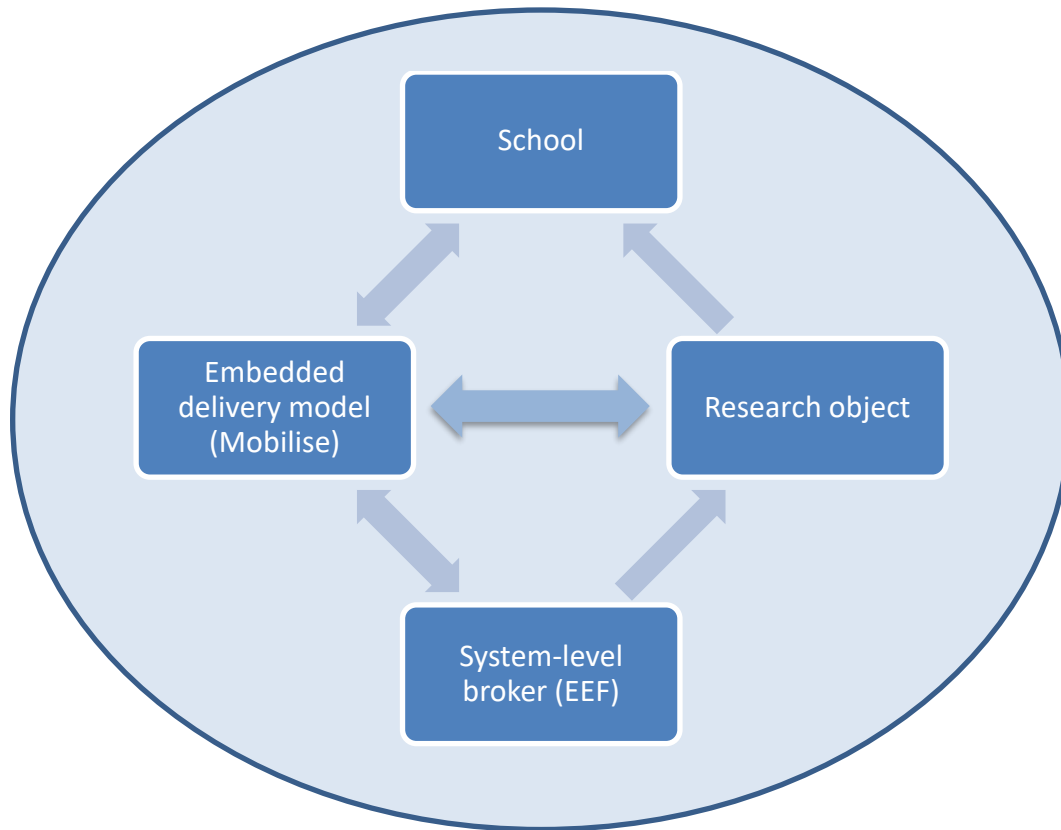 School
Embedded
delivery model
(Mobilise)
Research object
System-level
broker (EEF)